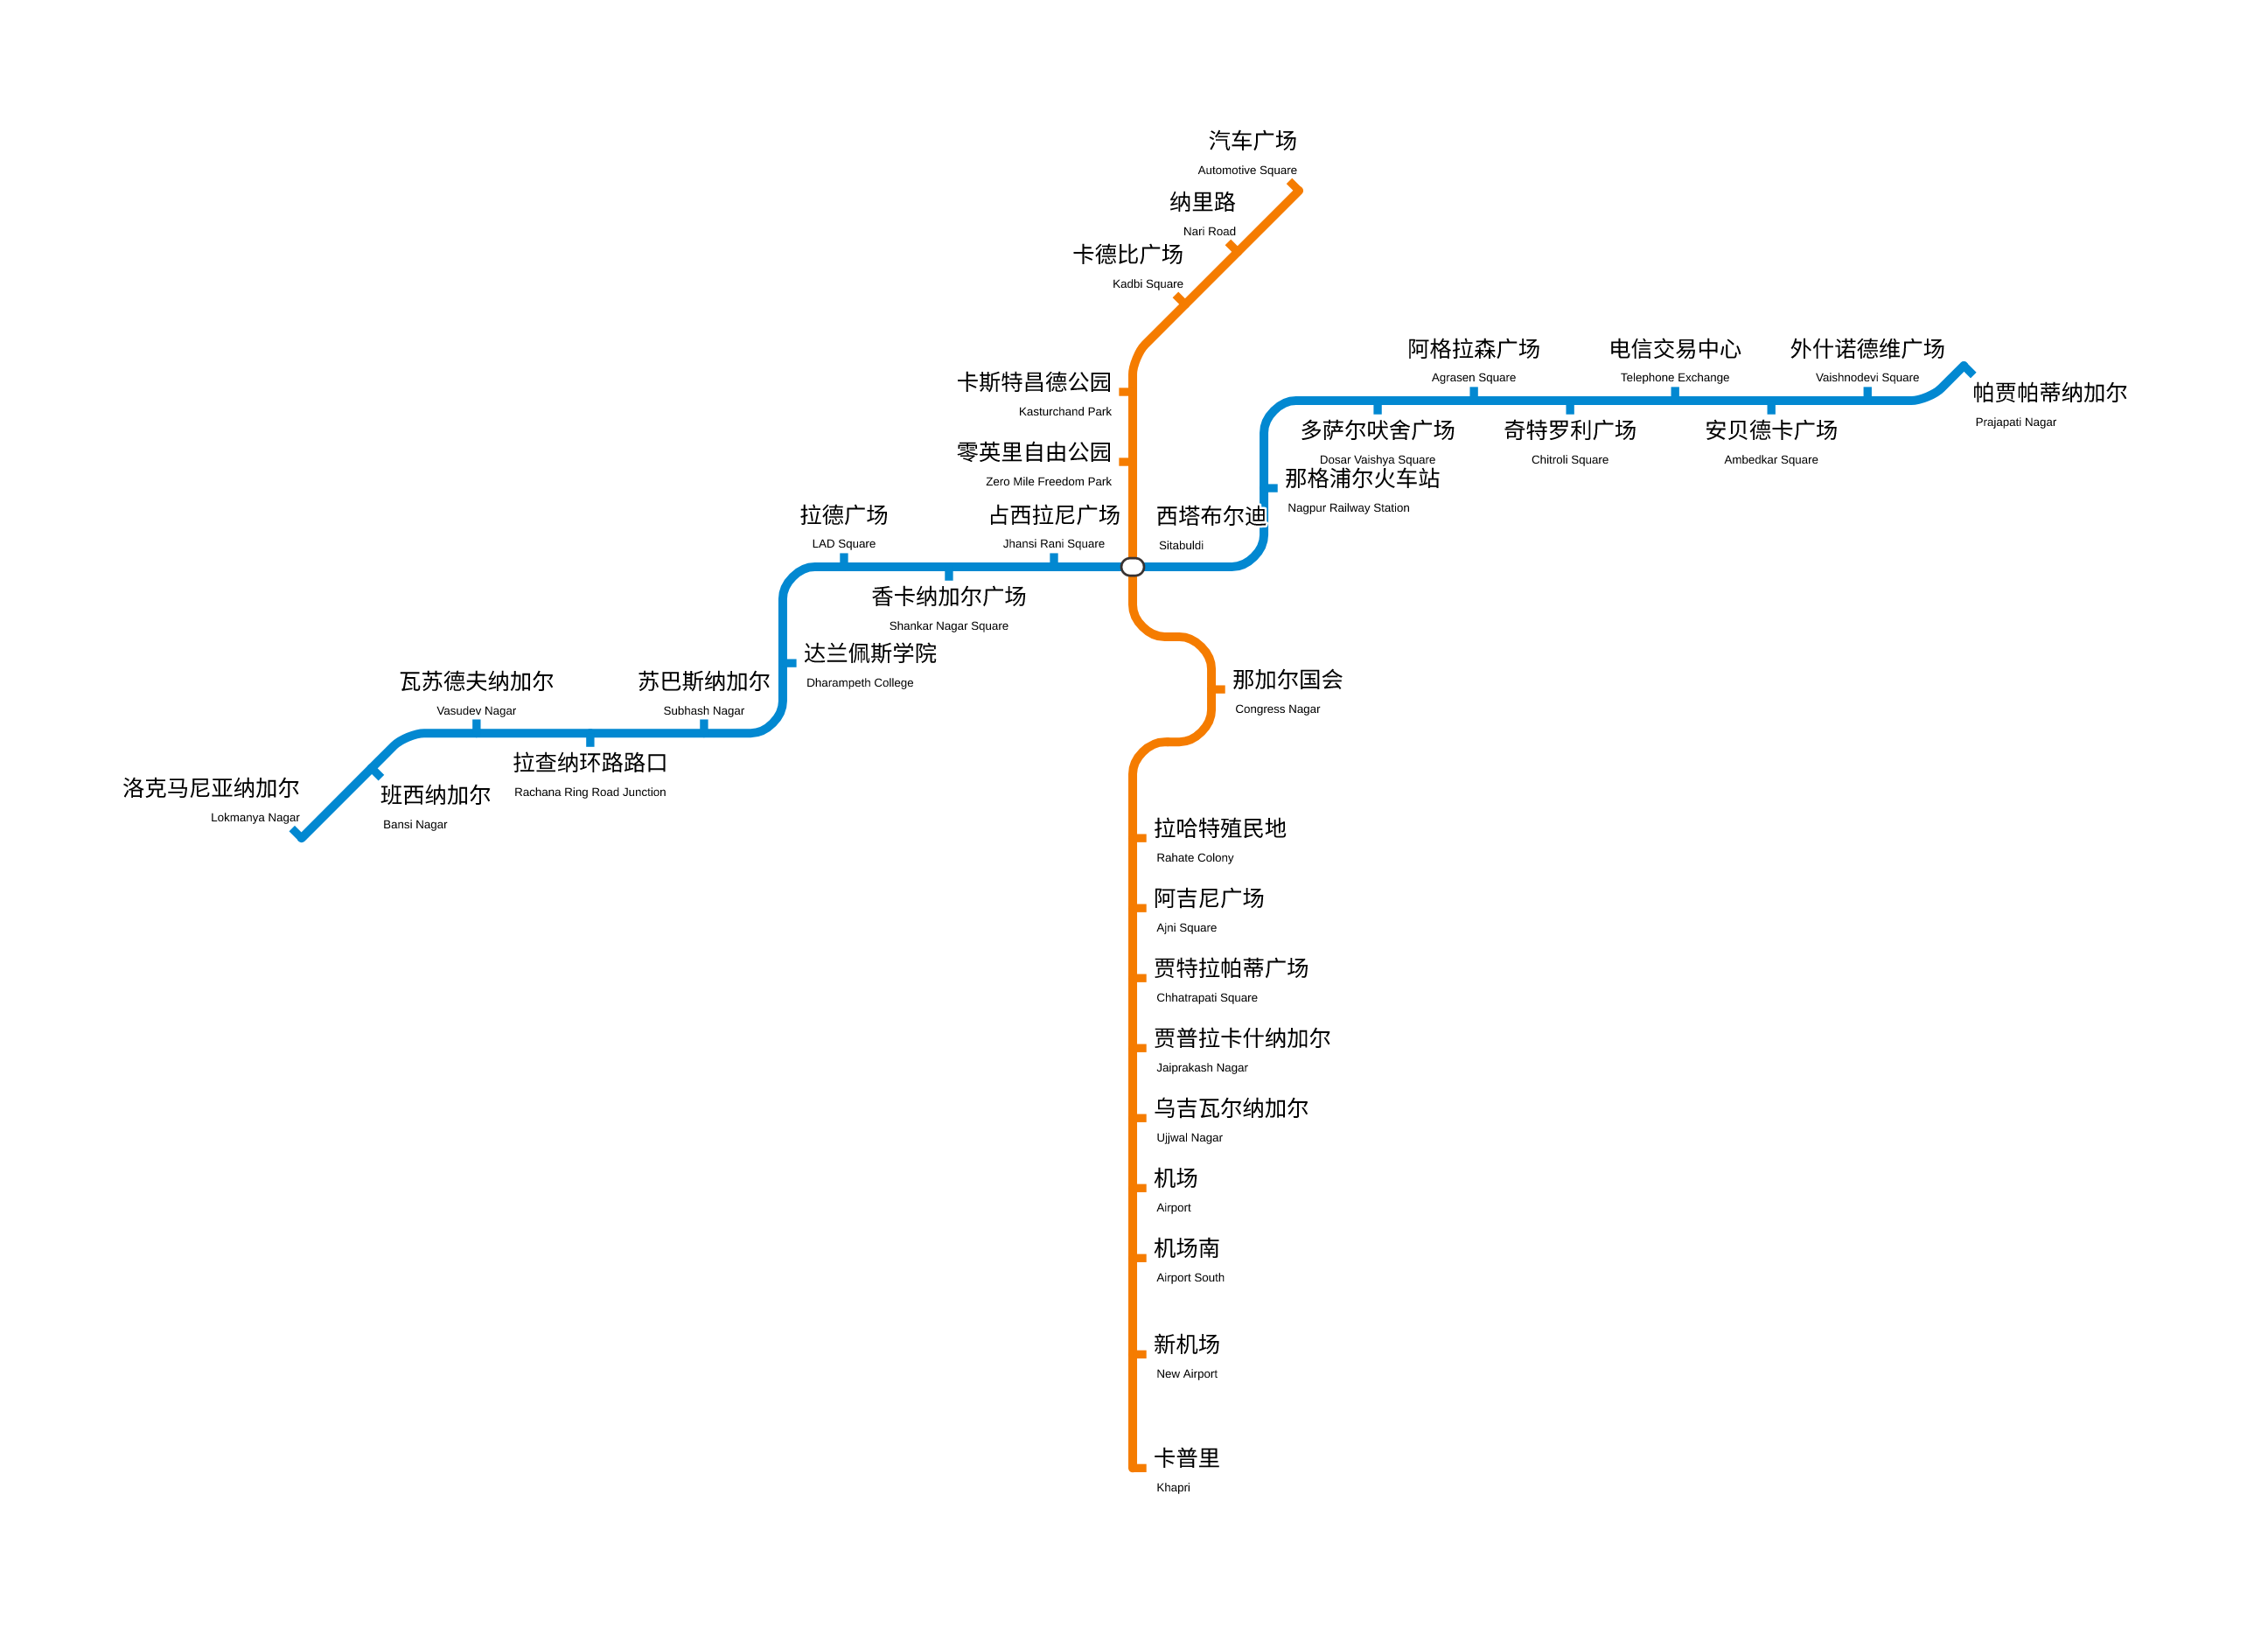 汽车广场
Automotive Square
纳里路
Nari Road
卡德比广场
Kadbi Square
卡斯特昌德公园
Kasturchand Park
零英里自由公园
Zero Mile Freedom Park
阿格拉森广场
Agrasen Square
电信交易中心
Telephone Exchange
外什诺德维广场
Vaishnodevi Square
帕贾帕蒂纳加尔
Prajapati Nagar
多萨尔吠舍广场
Dosar Vaishya Square
奇特罗利广场
Chitroli Square
安贝德卡广场
Ambedkar Square
那格浦尔火车站
Nagpur Railway Station
拉德广场
LAD Square
占西拉尼广场
Jhansi Rani Square
西塔布尔迪
Sitabuldi
香卡纳加尔广场
Shankar Nagar Square
达兰佩斯学院
Dharampeth College
那加尔国会
Congress Nagar
瓦苏德夫纳加尔
Vasudev Nagar
苏巴斯纳加尔
Subhash Nagar
拉查纳环路路口
Rachana Ring Road Junction
洛克马尼亚纳加尔
Lokmanya Nagar
班西纳加尔
Bansi Nagar
拉哈特殖民地
Rahate Colony
阿吉尼广场
Ajni Square
贾特拉帕蒂广场
Chhatrapati Square
贾普拉卡什纳加尔
Jaiprakash Nagar
乌吉瓦尔纳加尔
Ujjwal Nagar
机场
Airport
机场南
Airport South
新机场
New Airport
卡普里
Khapri